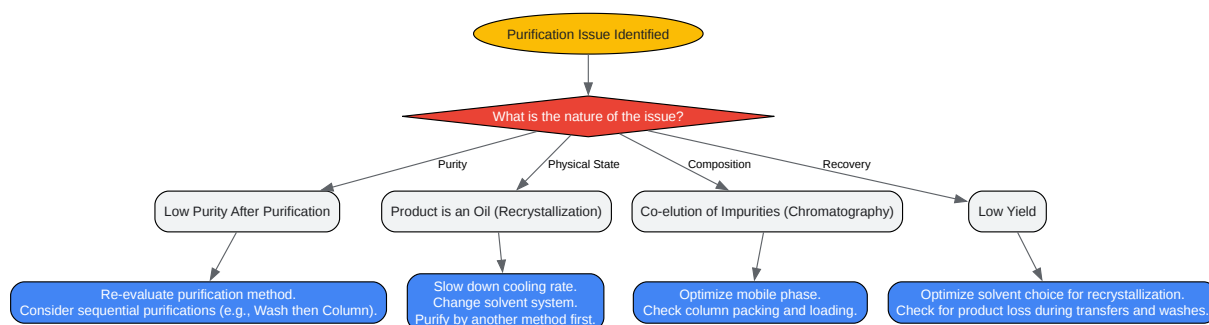 Purification Issue Identified
What is the nature of the issue?
Purity
Physical State
Composition
Recovery
Low Purity After Purification
Product is an Oil (Recrystallization)
Co-elution of Impurities (Chromatography)
Low Yield
Re-evaluate purification method.
Consider sequential purifications (e.g., Wash then Column).
Slow down cooling rate.
Change solvent system.
Purify by another method first.
Optimize mobile phase.
Check column packing and loading.
Optimize solvent choice for recrystallization.
Check for product loss during transfers and washes.